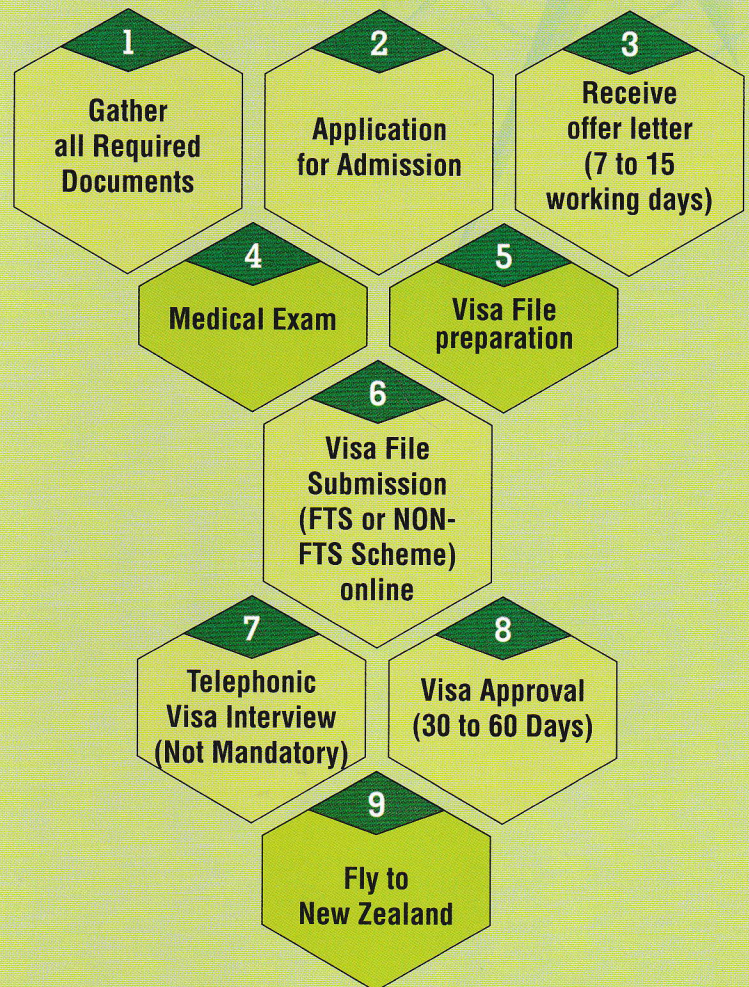 1
Gather
all Required
Documents
2
Application
for Admission
3
Receive
offer letter
(7 to 15
working days)
4
Medical Exam
5
Visa File
preparation
6
Visa File
Submission
(FTS or NON-
FTS Scheme)
online
7
Telephonic
Visa Interview
(Not Mandatory)
8
Visa Approval
(30 to 60 Days)
9
Fly to
New Zealand